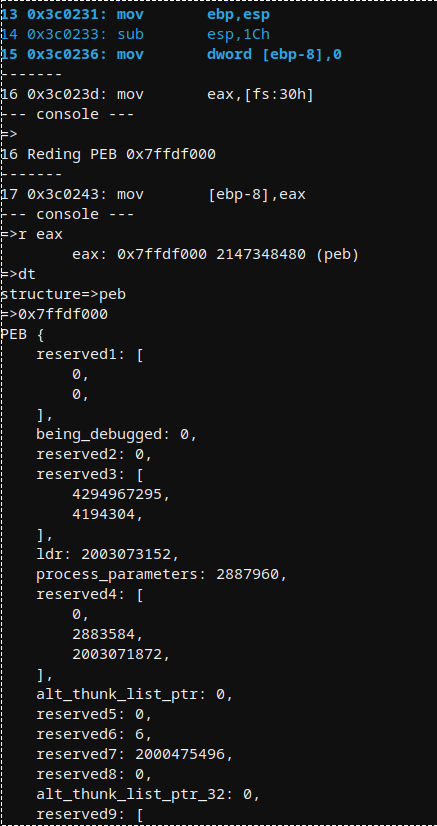 13 0x3c0231: mov ebp,esp
14 0x3c0233: sub esp,1Ch
15 0x3c0236: mov dword [ebp-8],0
-------
16 0x3c023d: mov eax,[fs:30h]
--- console ---
=>
16 Reding PEB 0x7ffdf000
-------
17 0x3c0243: mov [ebp-8],eax
--- console ---
=>r eax
eax: 0x7ffdf000 2147348480 (peb)
=>dt
structure=>peb
=>0x7ffdf000
PEB {
reserved1: [
0,
0,
],
being_debugged: 0,
reserved2: 0,
reserved3: [
4294967295,
4194304,
],
ldr: 2003073152,
process_parameters: 2887960,
reserved4: [
0,
2883584,
2003071872,
],
alt_thunk_list_ptr: 0,
reserved5: 0,
reserved6: 6,
reserved7: 2000475496,
reserved8: 0,
alt_thunk_list_ptr_32: 0,
reserved9: [